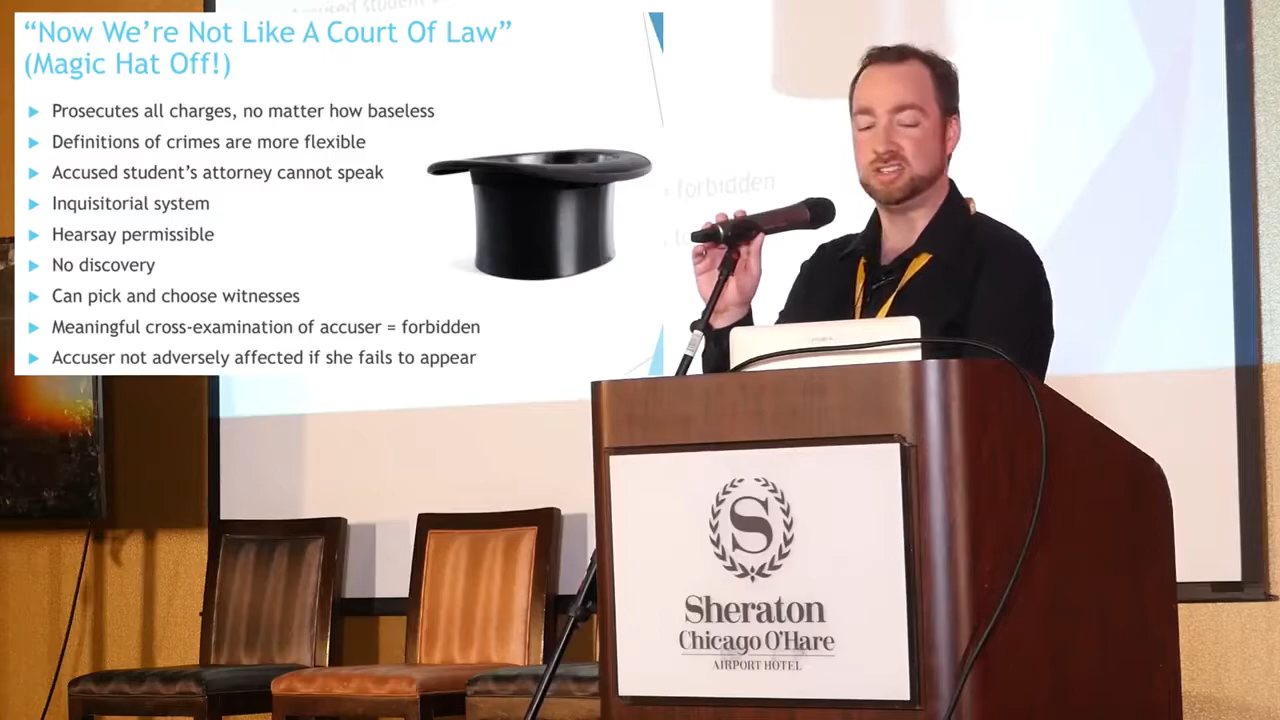 “Now We’re Not Like A Court Of Law”
(Magic Hat Off!)
Prosecutes all charges, no matter how baseless
Definitions of crimes are more flexible
Accused student’s attorney cannot speak
Inquisitorial system
Hearsay permissible
No discovery
Can pick and choose witnesses
Meaningful cross-examination of accuser = forbidden
Accuser not adversely affected if she fails to appear
Accused student
= forbidden
S
Sheraton
Chicago O’Hare
AIRPORT HOTEL